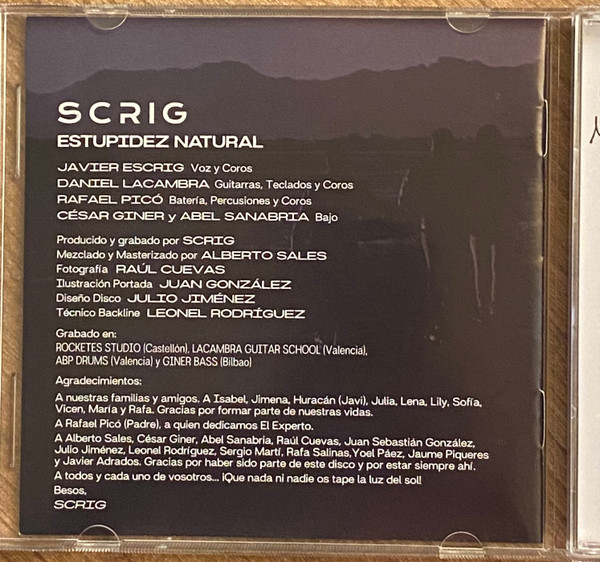 SCRIG
ESTUPIDEZ NATURAL
JAVIER ESCRIG Voz y Coros
DANIEL LACAMBRA Guitarras, Teclados y Coros
RAFAEL PICÓ Batería, Percusiones y Coros
CÉSAR GINER y ABEL SANABRIA Bajo
Producido y grabado por SCRIG
Mezclado y Masterizado por ALBERTO SALES
Fotografía RAÚL CUEVAS
Ilustración Portada JUAN GONZÁLEZ
Diseño Disco JULIO JIMÉNEZ
Técnico Backline LEONEL RODRÍGUEZ
Grabado en:
ROCKETES STUDIO (Castellón), LACAMBRA GUITAR SCHOOL (Valencia),
ABP DRUMS (Valencia) y GINER BASS (Bilbao)
Agradecimientos:
A nuestras familias y amigos. A Isabel, Jimena, Huracán (Javi), Julia, Lena, Lily, Sofía,
Vicen, María y Rafa. Gracias por formar parte de nuestras vidas.
A Rafael Picó (Padre), a quien dedicamos El Experto.
A Alberto Sales, César Giner, Abel Sanabria, Raúl Cuevas, Juan Sebastián González,
Julio Jiménez, Leonel Rodríguez, Sergio Martí, Rafa Salinas,Yoel Páez, Jaume Piqueres
y Javier Adrados. Gracias por haber sido parte de este disco y por estar siempre ahí.
A todos y cada uno de vosotros... ¡Que nada ni nadie os tape la luz del sol!
Besos,
SCRIG